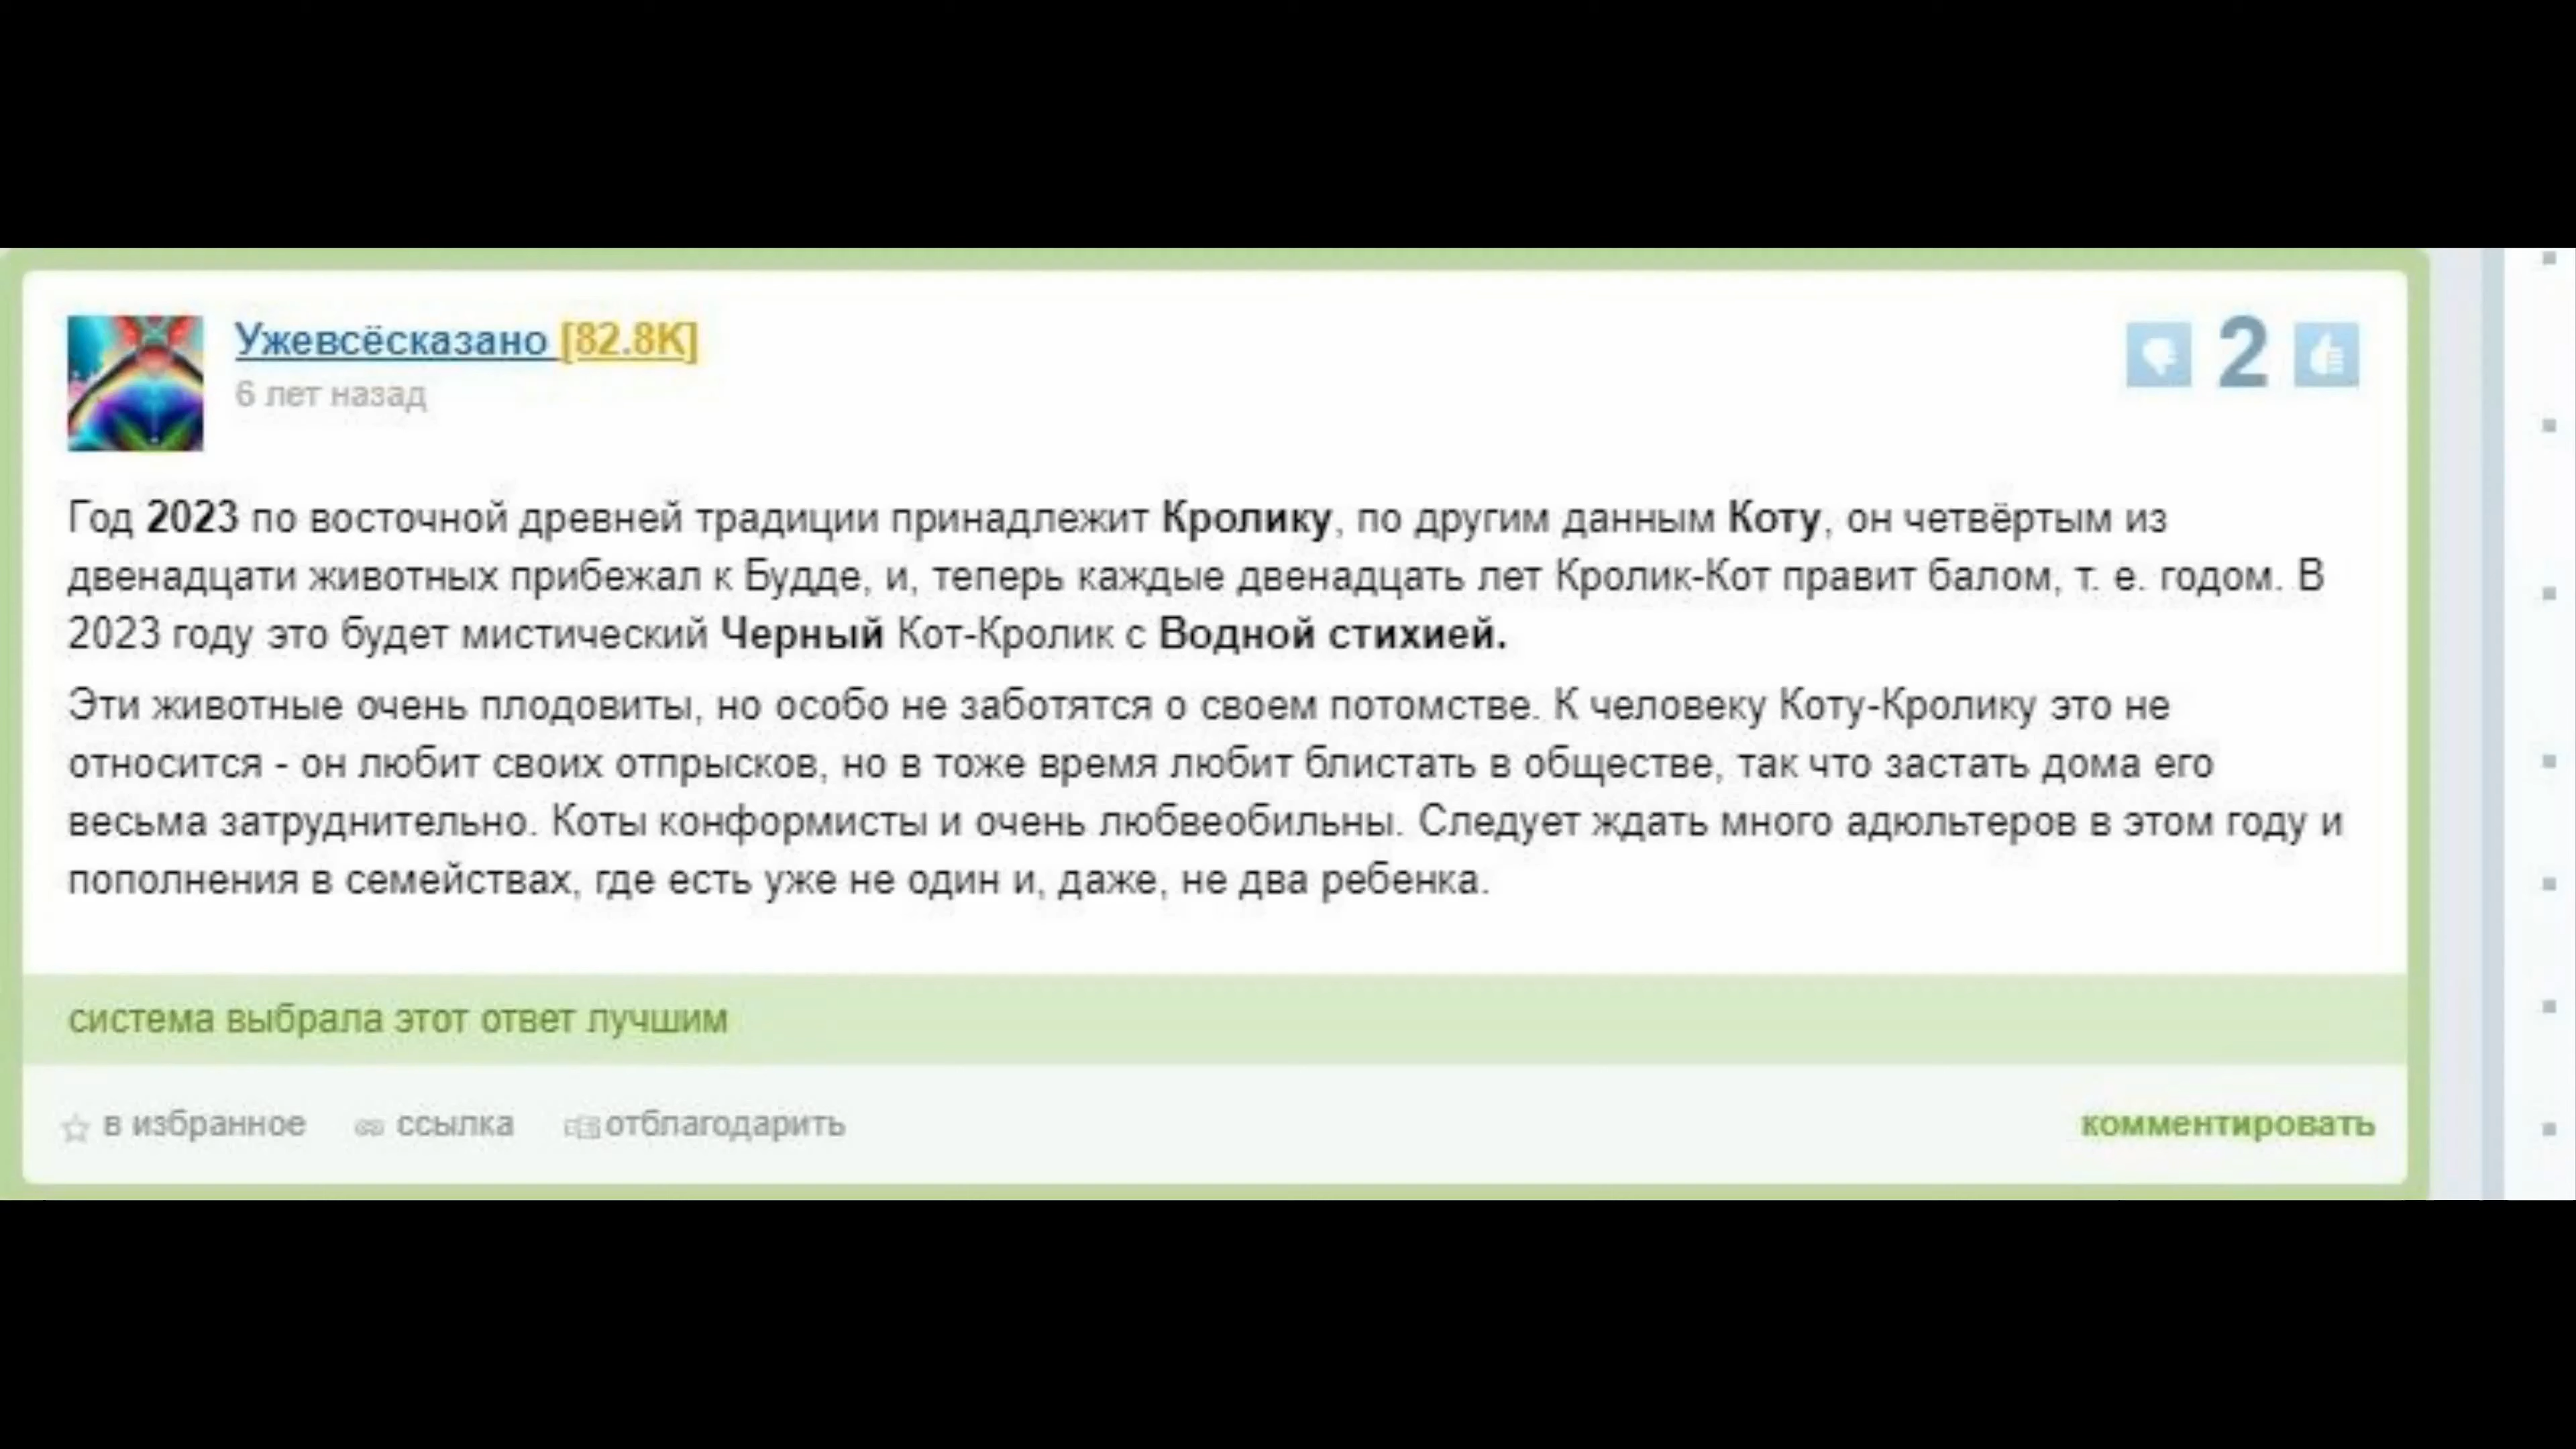 Ужевсёсказано [82.8K]
2
6 лет назад
Год 2023 по восточной древней традиции принадлежит Кролику, по другим данным Коту, он четвёртым из
двенадцати животных прибежал к Будде, и, теперь каждые двенадцать лет Кролик-Кот правит балом, т. е. годом. В
2023 году это будет мистический Черный Кот-Кролик с Водной стихией.
Эти животные очень плодовиты, но особо не заботятся о своем потомстве. К человеку Коту-Кролику это не
относится - он любит своих отпрысков, но в тоже время любит блистать в обществе, так что застать дома его
весьма затруднительно. Коты конформисты и очень любвеобильны. Следует ждать много адюльтеров в этом году и
пополнения в семействах, где есть уже не один и, даже, не два ребенка.
система выбрала этот ответ лучшим
в избранное ссылка отблагодарить комментировать